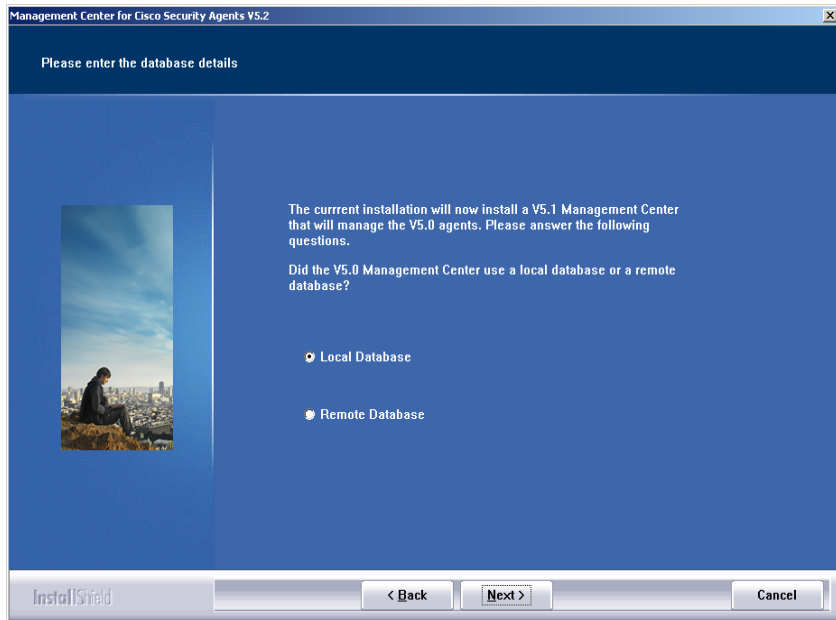 Management Center for Cisco Security Agents V5.2
Please enter the database details
The currrent installation will now install a V5.1 Management Center
that will manage the V5.0 agents. Please answer the following
questions.
Did the V5.0 Management Center use a local database or a remote
database?
Local Database
Remote Database
InstallShield
< Back
Next >
Cancel